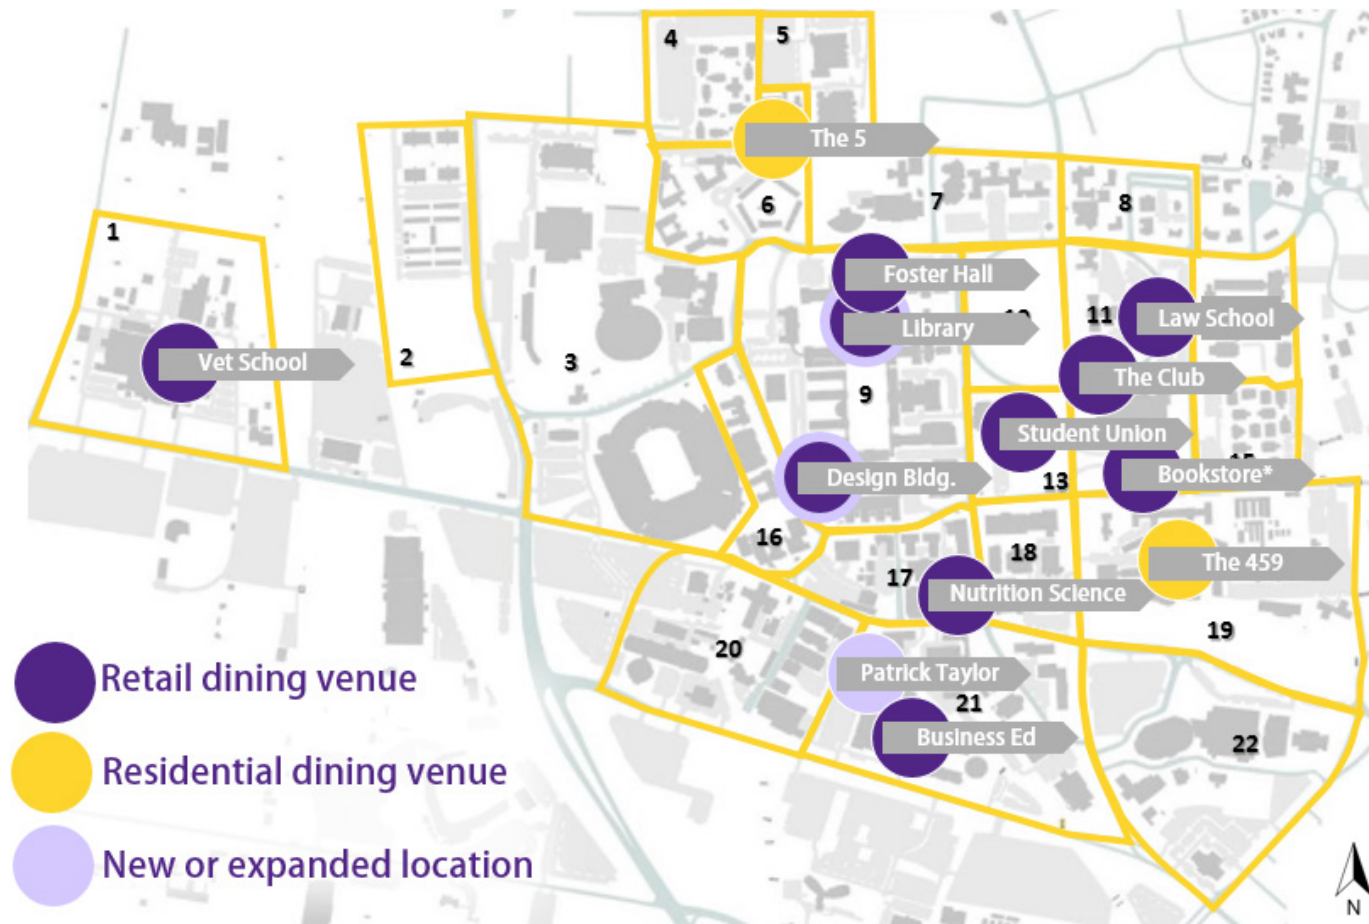 4
5
The 5
6
7
8
1
Foster Hall
Library
10
11
Law School
Vet School
2
3
The Club
9
Student Union
Design Bldg.
13
Bookstore*
15
16
17
18
The 459
Nutrition Science
19
20
Patrick Taylor
21
Business Ed
22
Retail dining venue
Residential dining venue
New or expanded location
N